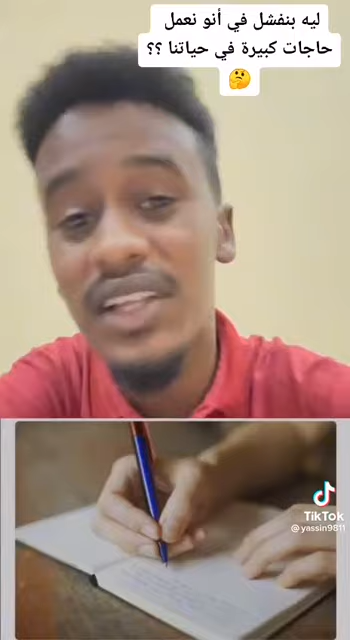 ليه بنفشل في أنو نعمل
حاجات كبيرة في حياتنا ؟؟
🤔
TikTok
@yassin9811